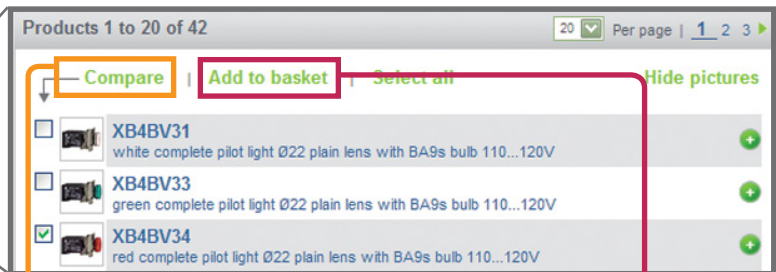 Products 1 to 20 of 42 20 Per page | 1 2 3
Compare | Add to basket | Select all Hide pictures
XB4BV31
white complete pilot light Ø22 plain lens with BA9s bulb 110...120V
XB4BV33
green complete pilot light Ø22 plain lens with BA9s bulb 110...120V
XB4BV34
red complete pilot light Ø22 plain lens with BA9s bulb 110...120V